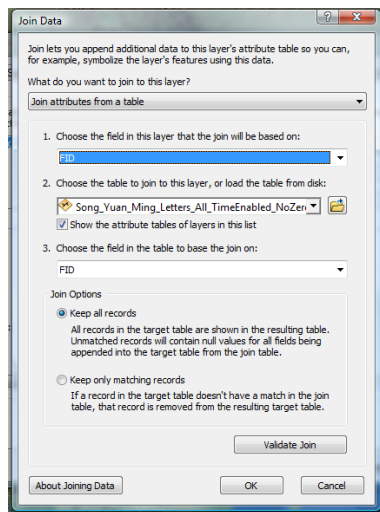 Join Data
Join lets you append additional data to this layer's attribute table so you can,
for example, symbolize the layer's features using this data.
What do you want to join to this layer?
Join attributes from a table
1. Choose the field in this layer that the join will be based on:
FID
2. Choose the table to join to this layer, or load the table from disk:
Song_Yuan_Ming_Letters_All_TimeEnabled_NoZer
Show the attribute tables of layers in this list
3. Choose the field in the table to base the join on:
FID
Join Options
Keep all records
All records in the target table are shown in the resulting table.
Unmatched records will contain null values for all fields being
appended into the target table from the join table.
Keep only matching records
If a record in the target table doesn't have a match in the join
table, that record is removed from the resulting target table.
Validate Join
About Joining Data OK Cancel